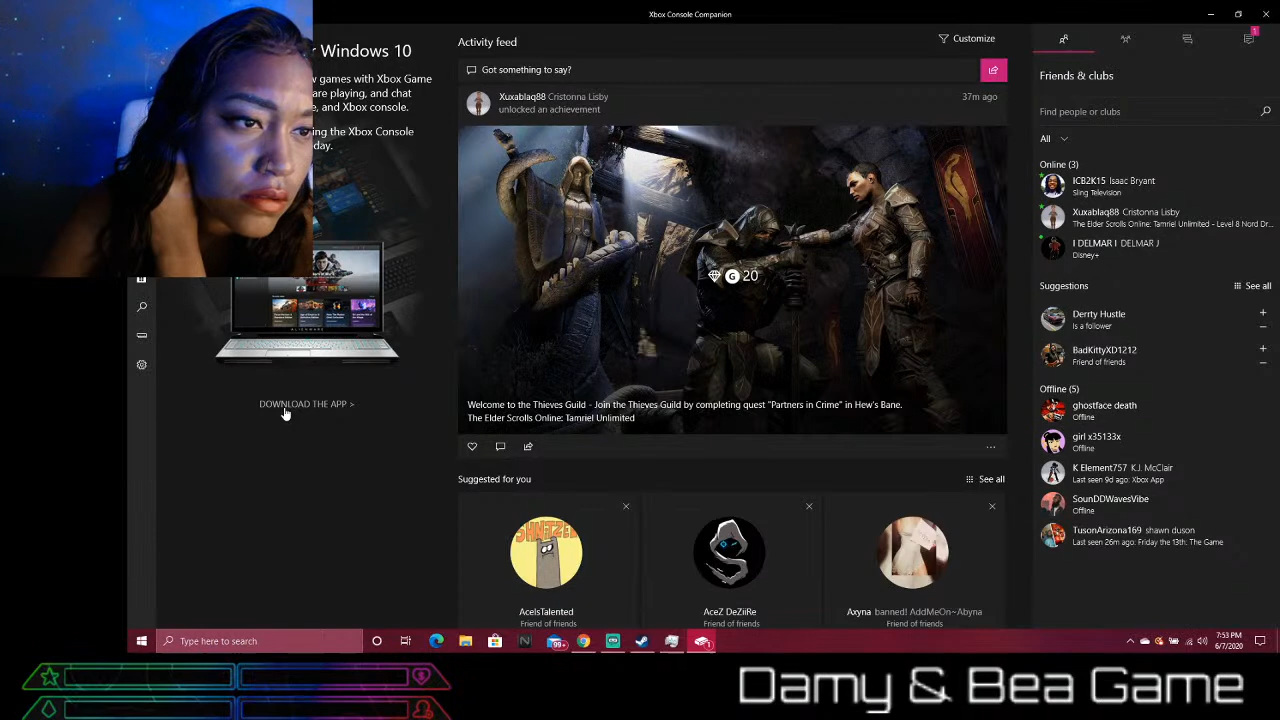 Xbox Console Companion
r Windows 10
w games with Xbox Game
are playing, and chat
e, and Xbox console.
ing the Xbox Console
day.
ALIENWARE
DOWNLOAD THE APP >
Activity feed
Customize
Got something to say?
Xuxablaq88 Cristonna Lisby
37m ago
unlocked an achievement
G 20
Welcome to the Thieves Guild - Join the Thieves Guild by completing quest "Partners in Crime" in Hew's Bane.
The Elder Scrolls Online: Tamriel Unlimited
...
Suggested for you
See all
SHNITZEL
AceIsTalented
Friend of friends
AceZ DeZiiRe
Friend of friends
Axyna banned! AddMeOn~Abyna
Friend of friends
1
Friends & clubs
Find people or clubs
All
Online (3)
ICB2K15 Isaac Bryant
Sling Television
Xuxablaq88 Cristonna Lisby
The Elder Scrolls Online: Tamriel Unlimited - Level 8 Nord Dr...
I DELMAR I DELMAR J
Disney+
Suggestions
See all
Derrty Hustle
Is a follower
BadKittyXD1212
Friend of friends
Offline (5)
ghostface death
Offline
girl x35133x
Offline
K Element757 K.J. McClair
Last seen 9d ago: Xbox App
SounDDWavesVibe
Offline
TusonArizona169 shawn duson
Last seen 26m ago: Friday the 13th: The Game
Type here to search
99+
1
7:53 PM
6/7/2020
Damy & Bea Game